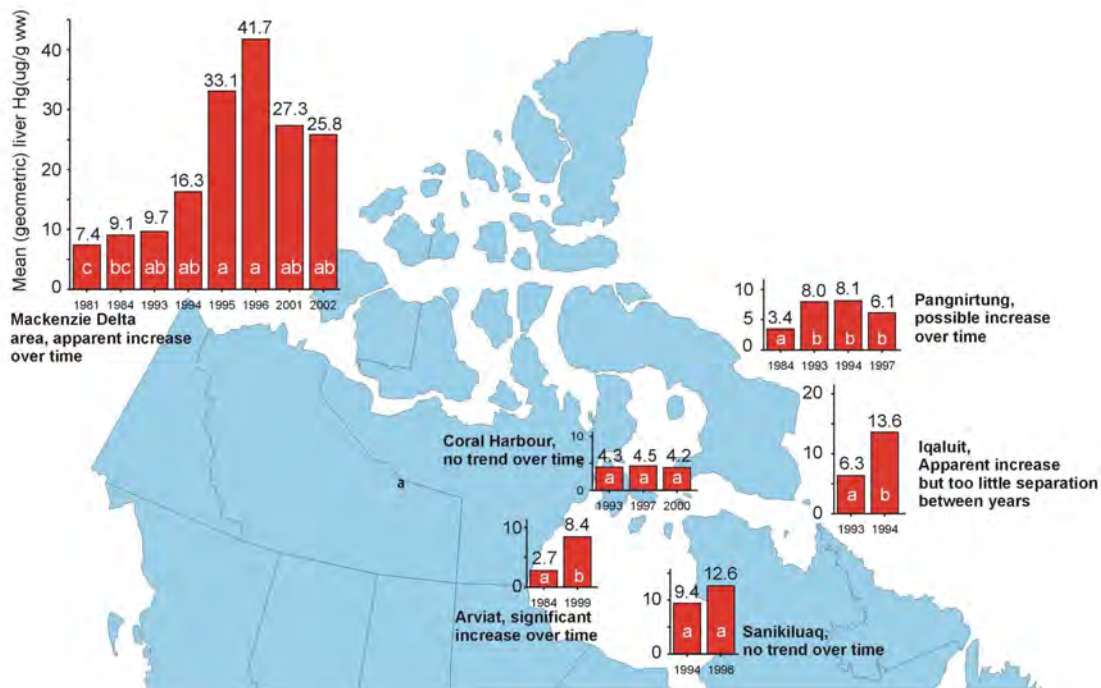 Mean (geometric) liver Hg(ug/g ww)
40
30
20
10
0
7.4
9.1
9.7
16.3
33.1
41.7
27.3
25.8
c
bc
ab
ab
a
a
ab
ab
1981
1984
1993
1994
1995
1996
2001
2002
Mackenzie Delta
area, apparent increase
over time
10
5
0
3.4
8.0
8.1
6.1
a
b
b
b
1984
1993
1994
1997
Pangnirtung,
possible increase
over time
20
10
0
6.3
13.6
a
b
1993
1994
Iqaluit,
Apparent increase
but too little separation
between years
Coral Harbour,
no trend over time
10
5
0
4.3
4.5
4.2
a
a
a
1993
1997
2000
a
10
0
2.7
8.4
a
b
1984
1999
Arviat, significant
increase over time
10
0
9.4
12.6
a
a
1994
1998
Sanikiluaq,
no trend over time